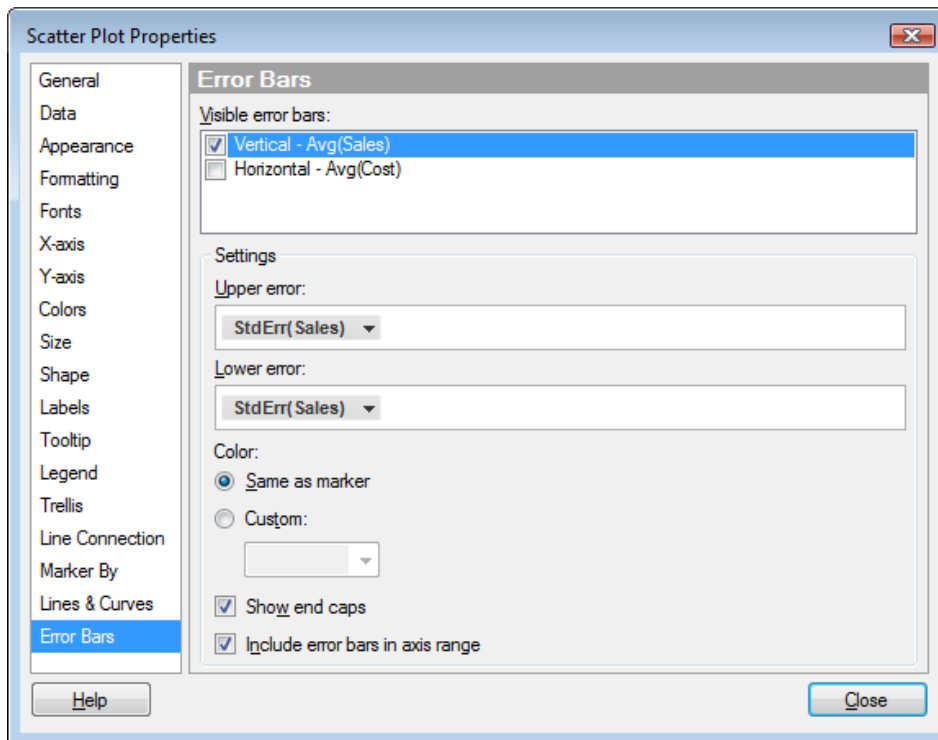 Scatter Plot Properties
General
Data
Appearance
Formatting
Fonts
X-axis
Y-axis
Colors
Size
Shape
Labels
Tooltip
Legend
Trellis
Line Connection
Marker By
Lines & Curves
Error Bars
Error Bars
Visible error bars:
Vertical - Avg(Sales)
Horizontal - Avg(Cost)
Settings
Upper error:
StdErr(Sales)
Lower error:
StdErr(Sales)
Color:
Same as marker
Custom:
Show end caps
Include error bars in axis range
Help
Close